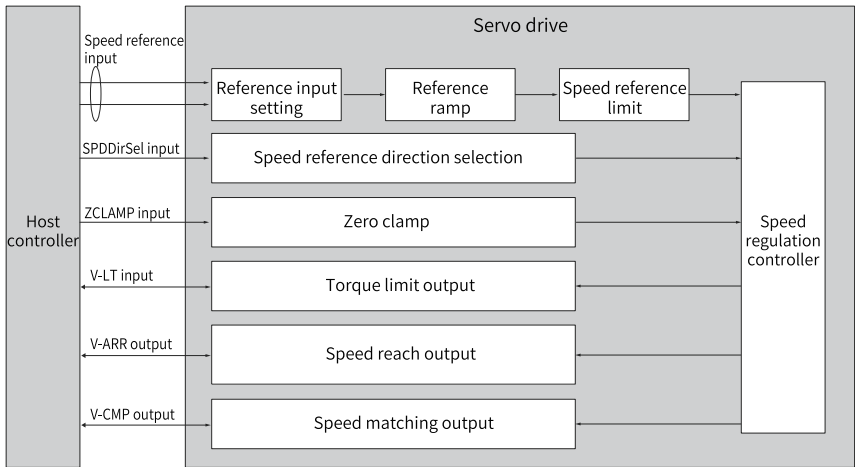 Servo drive
Speed reference
input
Reference input
setting
Reference
ramp
Speed reference
limit
SPDDirSel input
Speed reference direction selection
ZCLAMP input
Zero clamp
Host
controller
Speed
regulation
controller
V-LT input
Torque limit output
V-ARR output
Speed reach output
V-CMP output
Speed matching output